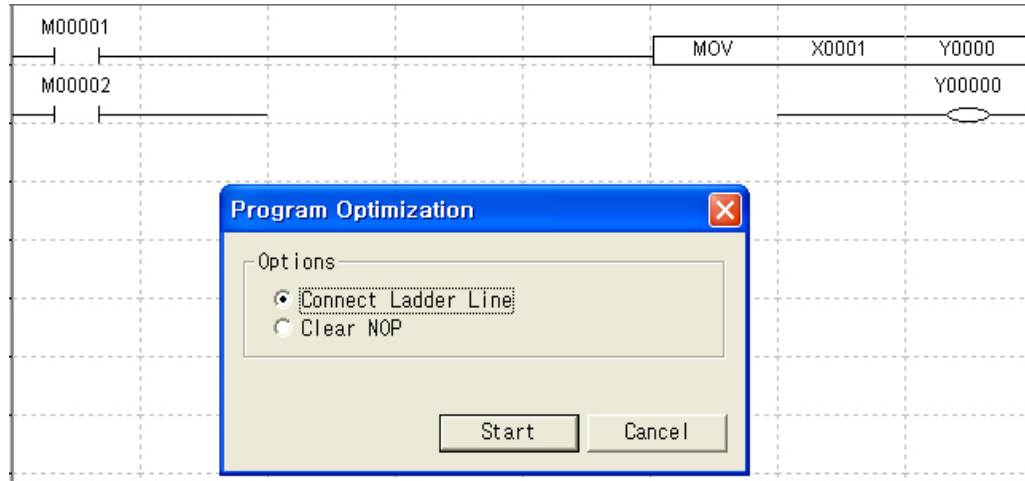 M00001
MOV X0001 Y0000
M00002 Y00000
Program Optimization
Options
Connect Ladder Line
Clear NOP
Start Cancel